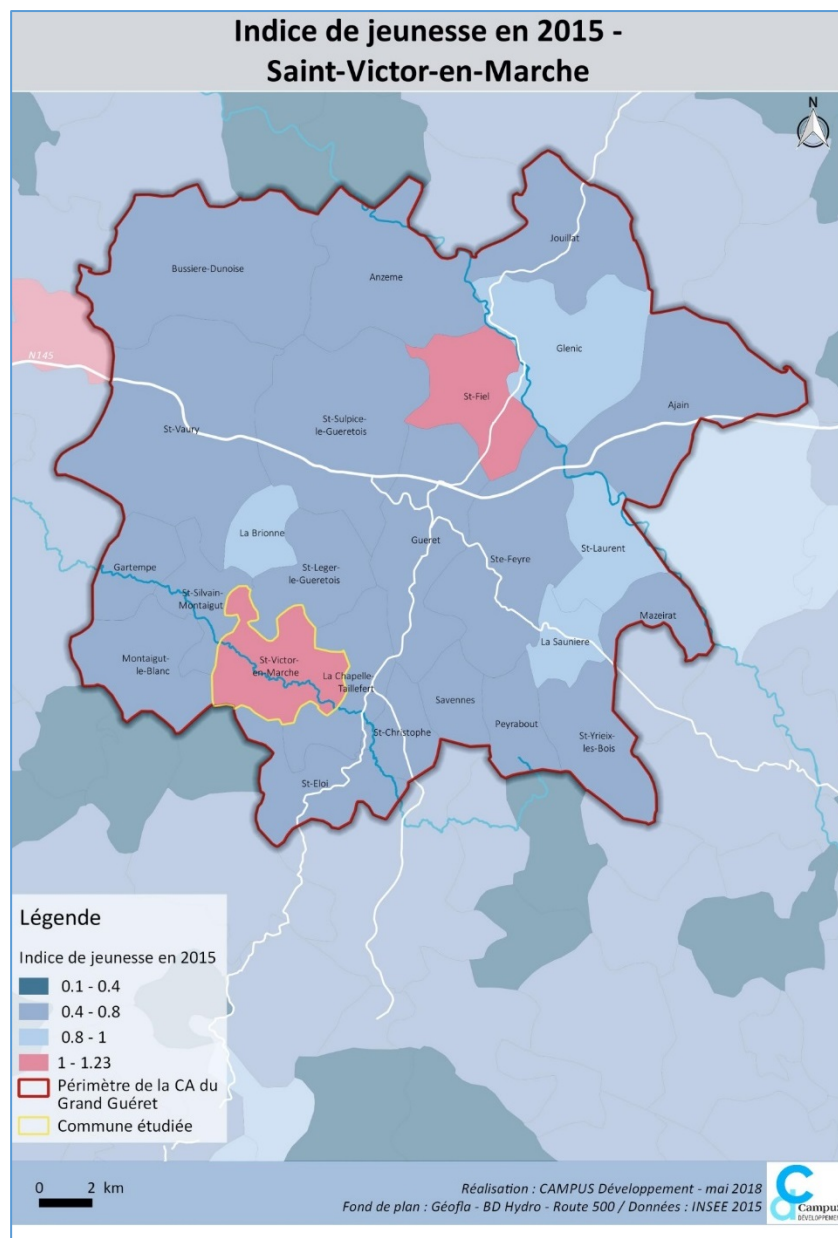 Indice de jeunesse en 2015 -
Saint-Victor-en-Marche
N
Jouillat
Bussiere-Dunoise
Anzeme
Glenic
N145
St-Fiel
Ajain
St-Vaury
St-Sulpice-
le-Gueretois
La Brionne
Gueret
Ste-Feyre
St-Laurent
Gartempe
St-Leger-
le-Gueretois
St-Silvain-
Montaigut
Mazeirat
La Sauniere
Montaigut-
le-Blanc
St-Victor-
en-Marche
La Chapelle-
Taillefert
Savennes
Peyrabout
St-Yrieix-
les-Bois
St-Christophe
St-Eloi
Légende
Indice de jeunesse en 2015
0.1 - 0.4
0.4 - 0.8
0.8 - 1
1 - 1.23
Périmètre de la CA du
Grand Guéret
Commune étudiée
0 2 km
Réalisation : CAMPUS Développement - mai 2018
Fond de plan : Géofla - BD Hydro - Route 500 / Données : INSEE 2015
Campus
DÉVELOPPEMENT